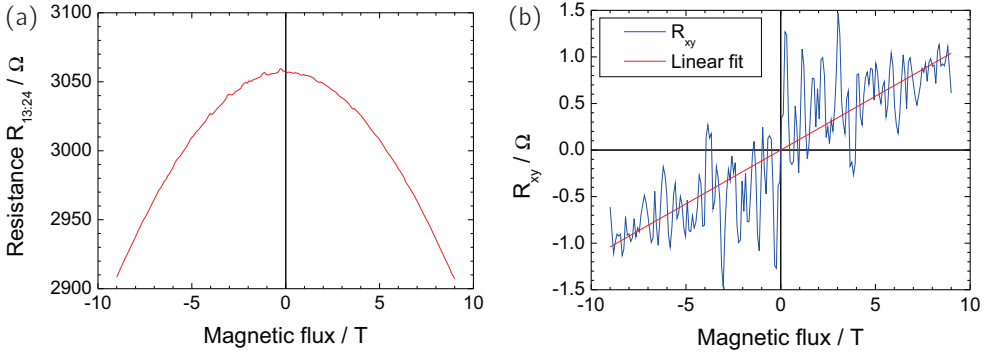 (a)
3100
3050
3000
2950
2900
Resistance R13:24 / Ω
-10
-5
0
5
10
Magnetic flux / T
(b)
1.5
1.0
0.5
0.0
-0.5
-1.0
-1.5
Rxy / Ω
Rxy
Linear fit
-10
-5
0
5
10
Magnetic flux / T